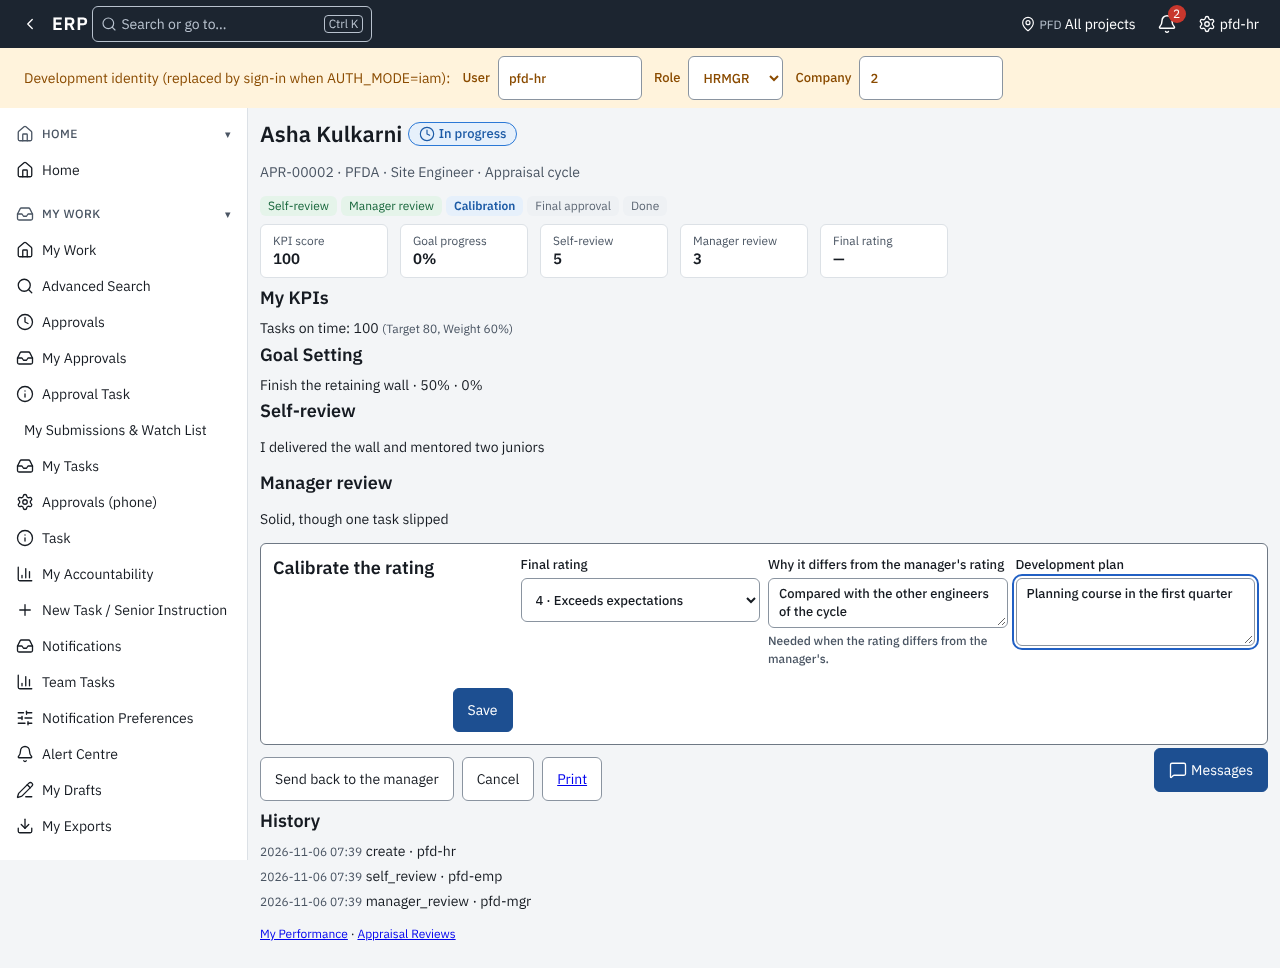 ERP
Search or go to...
Ctrl K
PFD All projects
2
pfd-hr
Development identity (replaced by sign-in when AUTH_MODE=iam):
User
pfd-hr
Role
HRMGR
Company
2
HOME
Home
MY WORK
My Work
Advanced Search
Approvals
My Approvals
Approval Task
My Submissions & Watch List
My Tasks
Approvals (phone)
Task
My Accountability
New Task / Senior Instruction
Notifications
Team Tasks
Notification Preferences
Alert Centre
My Drafts
My Exports
Asha Kulkarni
In progress
APR-00002 · PFDA · Site Engineer · Appraisal cycle
Self-review
Manager review
Calibration
Final approval
Done
KPI score
100
Goal progress
0%
Self-review
5
Manager review
3
Final rating
—
My KPIs
Tasks on time: 100 (Target 80, Weight 60%)
Goal Setting
Finish the retaining wall · 50% · 0%
Self-review
I delivered the wall and mentored two juniors
Manager review
Solid, though one task slipped
Calibrate the rating
Final rating
4 · Exceeds expectations
Why it differs from the manager's rating
Compared with the other engineers
of the cycle
Needed when the rating differs from the
manager's.
Development plan
Planning course in the first quarter
Save
Send back to the manager
Cancel
Print
Messages
History
2026-11-06 07:39 create · pfd-hr
2026-11-06 07:39 self_review · pfd-emp
2026-11-06 07:39 manager_review · pfd-mgr
My Performance · Appraisal Reviews